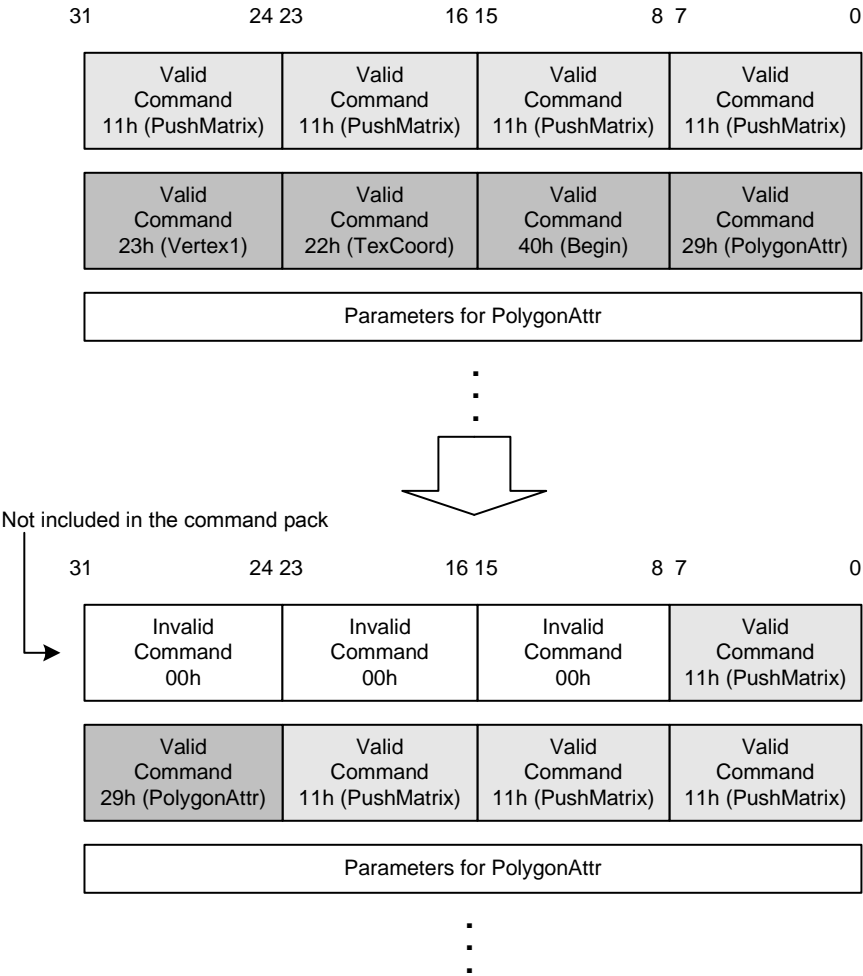 31 24 23 16 15 8 7 0
Valid Command 11h (PushMatrix) Valid Command 11h (PushMatrix) Valid Command 11h (PushMatrix) Valid Command 11h (PushMatrix)
Valid Command 23h (Vertex1) Valid Command 22h (TexCoord) Valid Command 40h (Begin) Valid Command 29h (PolygonAttr)
Parameters for PolygonAttr
Not included in the command pack
31 24 23 16 15 8 7 0
Invalid Command 00h Invalid Command 00h Invalid Command 00h Valid Command 11h (PushMatrix)
Valid Command 29h (PolygonAttr) Valid Command 11h (PushMatrix) Valid Command 11h (PushMatrix) Valid Command 11h (PushMatrix)
Parameters for PolygonAttr